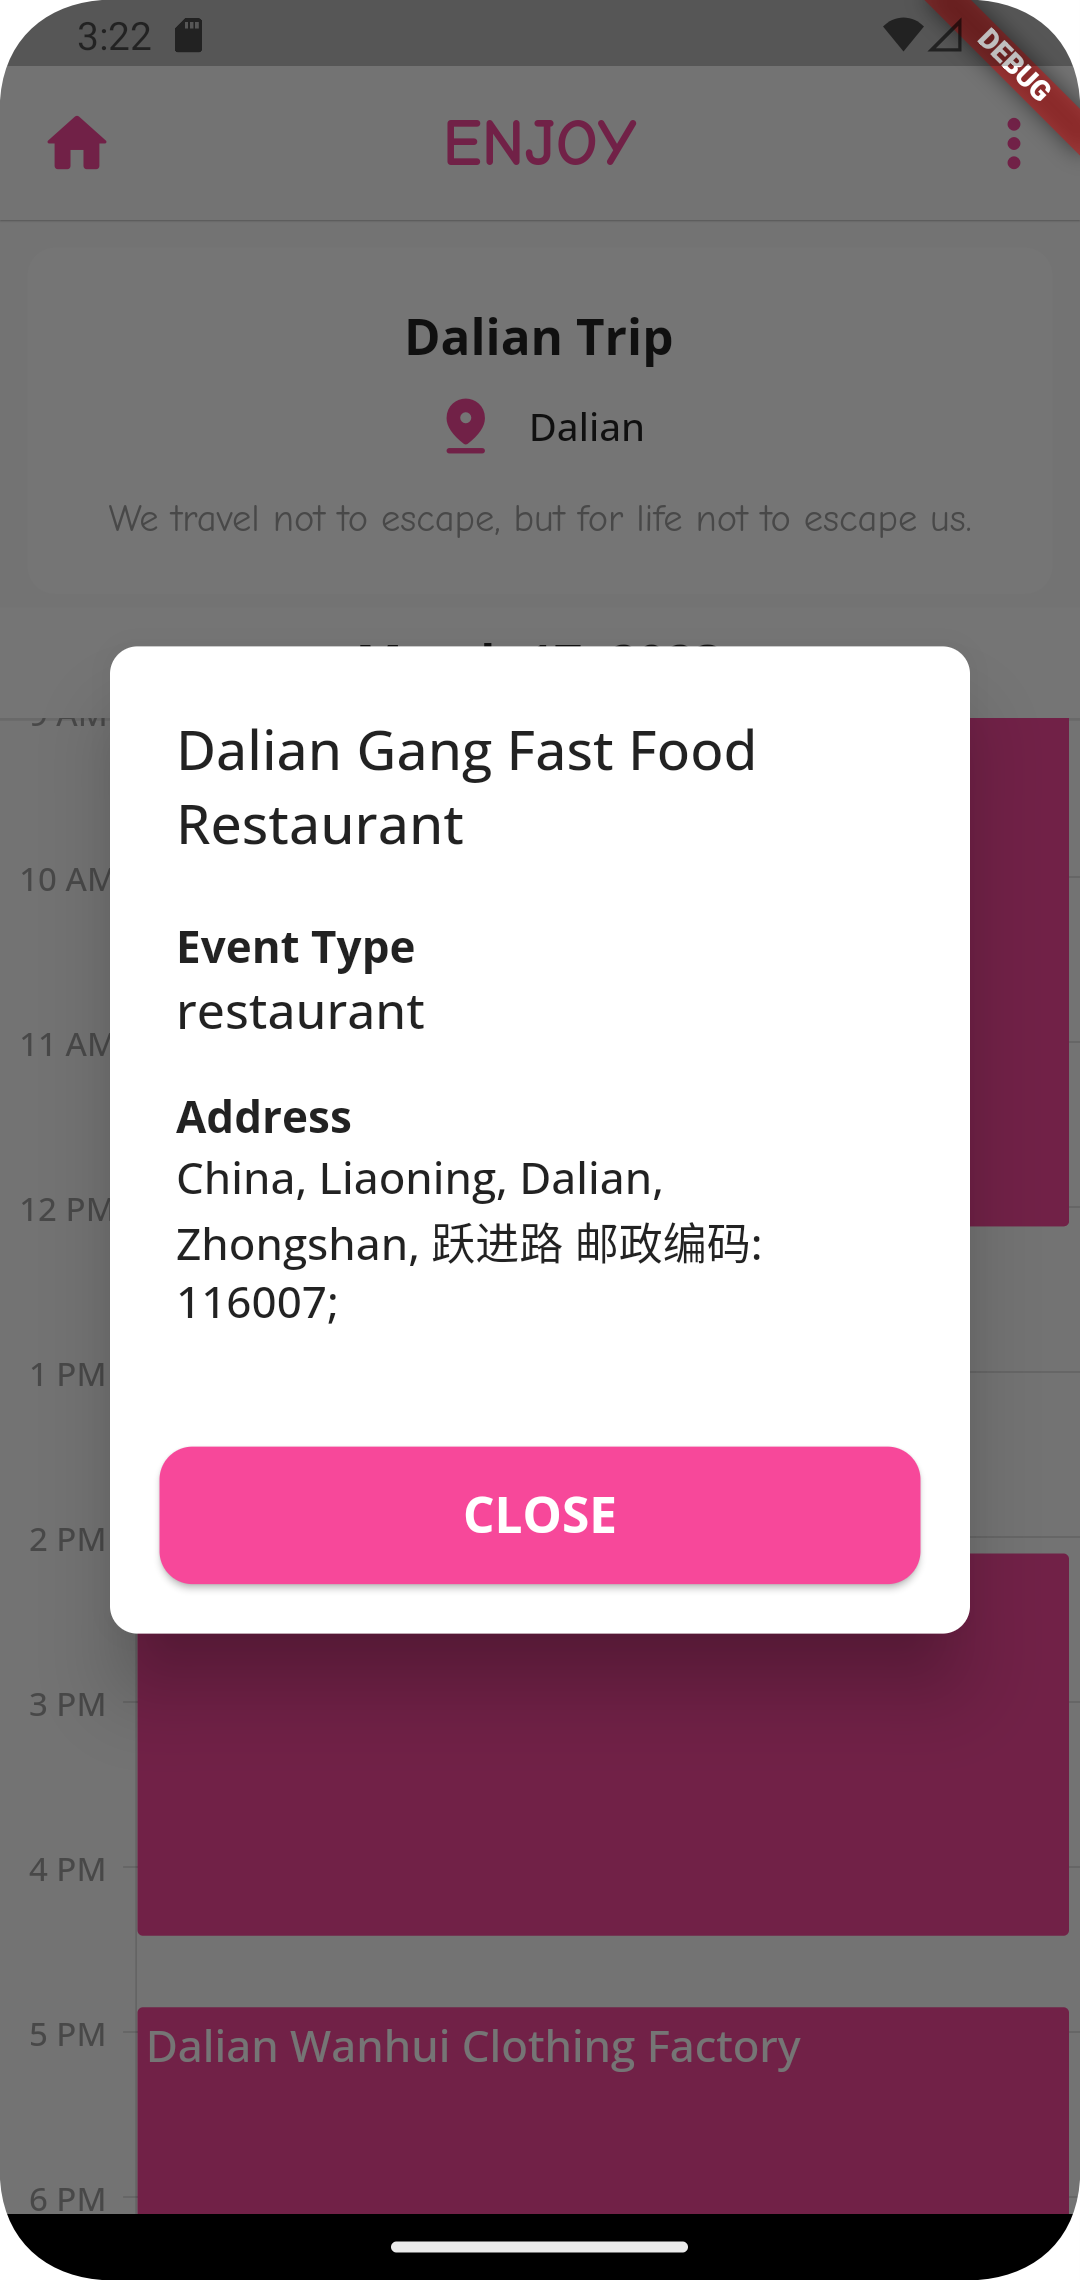 3:22
DEBUG
ENJOY
Dalian Trip
Dalian
We travel not to escape, but for life not to escape us.
9 AM
Dalian Gang Fast Food
Restaurant
10 AM
Event Type
restaurant
11 AM
Address
China, Liaoning, Dalian,
12 PM
Zhongshan, 跃进路 邮政编码:
116007;
1 PM
CLOSE
2 PM
3 PM
4 PM
5 PM
Dalian Wanhui Clothing Factory
6 PM